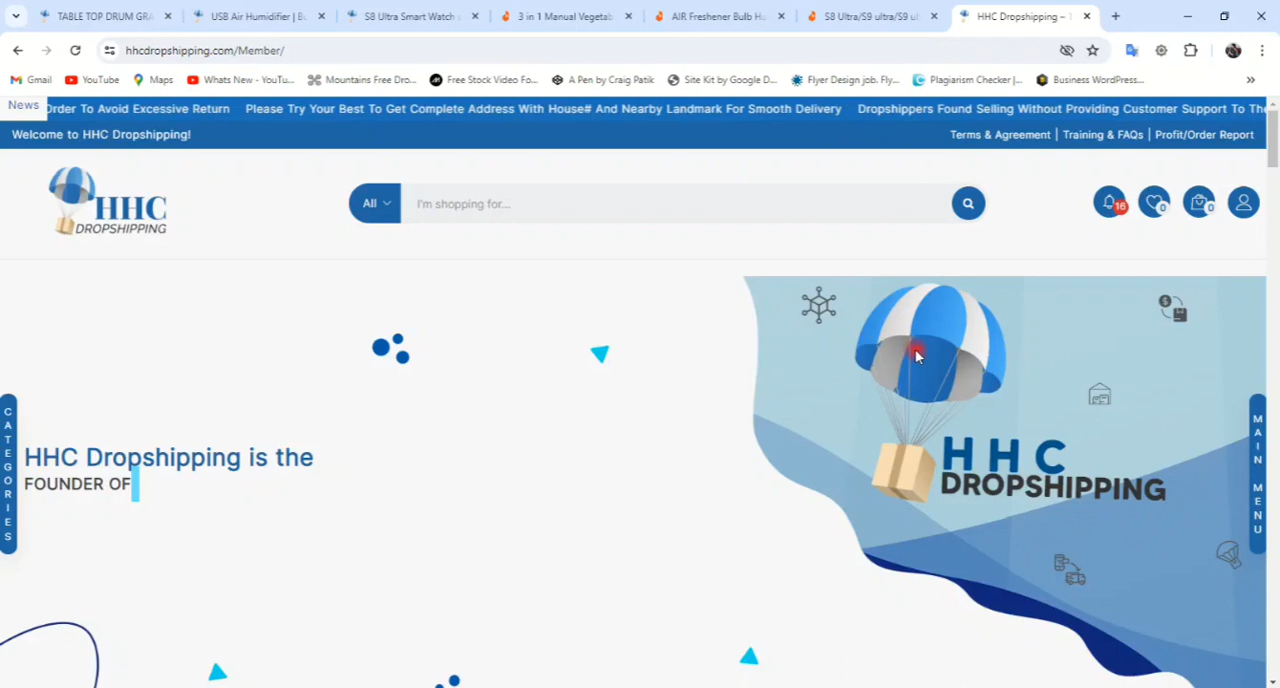 TABLE TOP DRUM GRA
USB Air Humidifier | Bu
S8 Ultra Smart Watch
3 in 1 Manual Vegetab
AIR Freshener Bulb Ho
S8 Ultra/S9 ultra/S9 ul
HHC Dropshipping – 1
hhcdropshipping.com/Member/
Gmail
YouTube
Maps
Whats New - YouTu...
Mountains Free Dro...
Free Stock Video Fo...
A Pen by Craig Patik
Site Kit by Google D...
Flyer Design job. Fly...
Plagiarism Checker |...
Business WordPress...
News
Order To Avoid Excessive Return Please Try Your Best To Get Complete Address With House# And Nearby Landmark For Smooth Delivery Dropshippers Found Selling Without Providing Customer Support To The
Welcome to HHC Dropshipping!
Terms & Agreement | Training & FAQs | Profit/Order Report
HHC
DROPSHIPPING
All
I'm shopping for...
16
0
0
CATEGORIES
HHC Dropshipping is the
FOUNDER OF
HHC
DROPSHIPPING
MAIN MENU